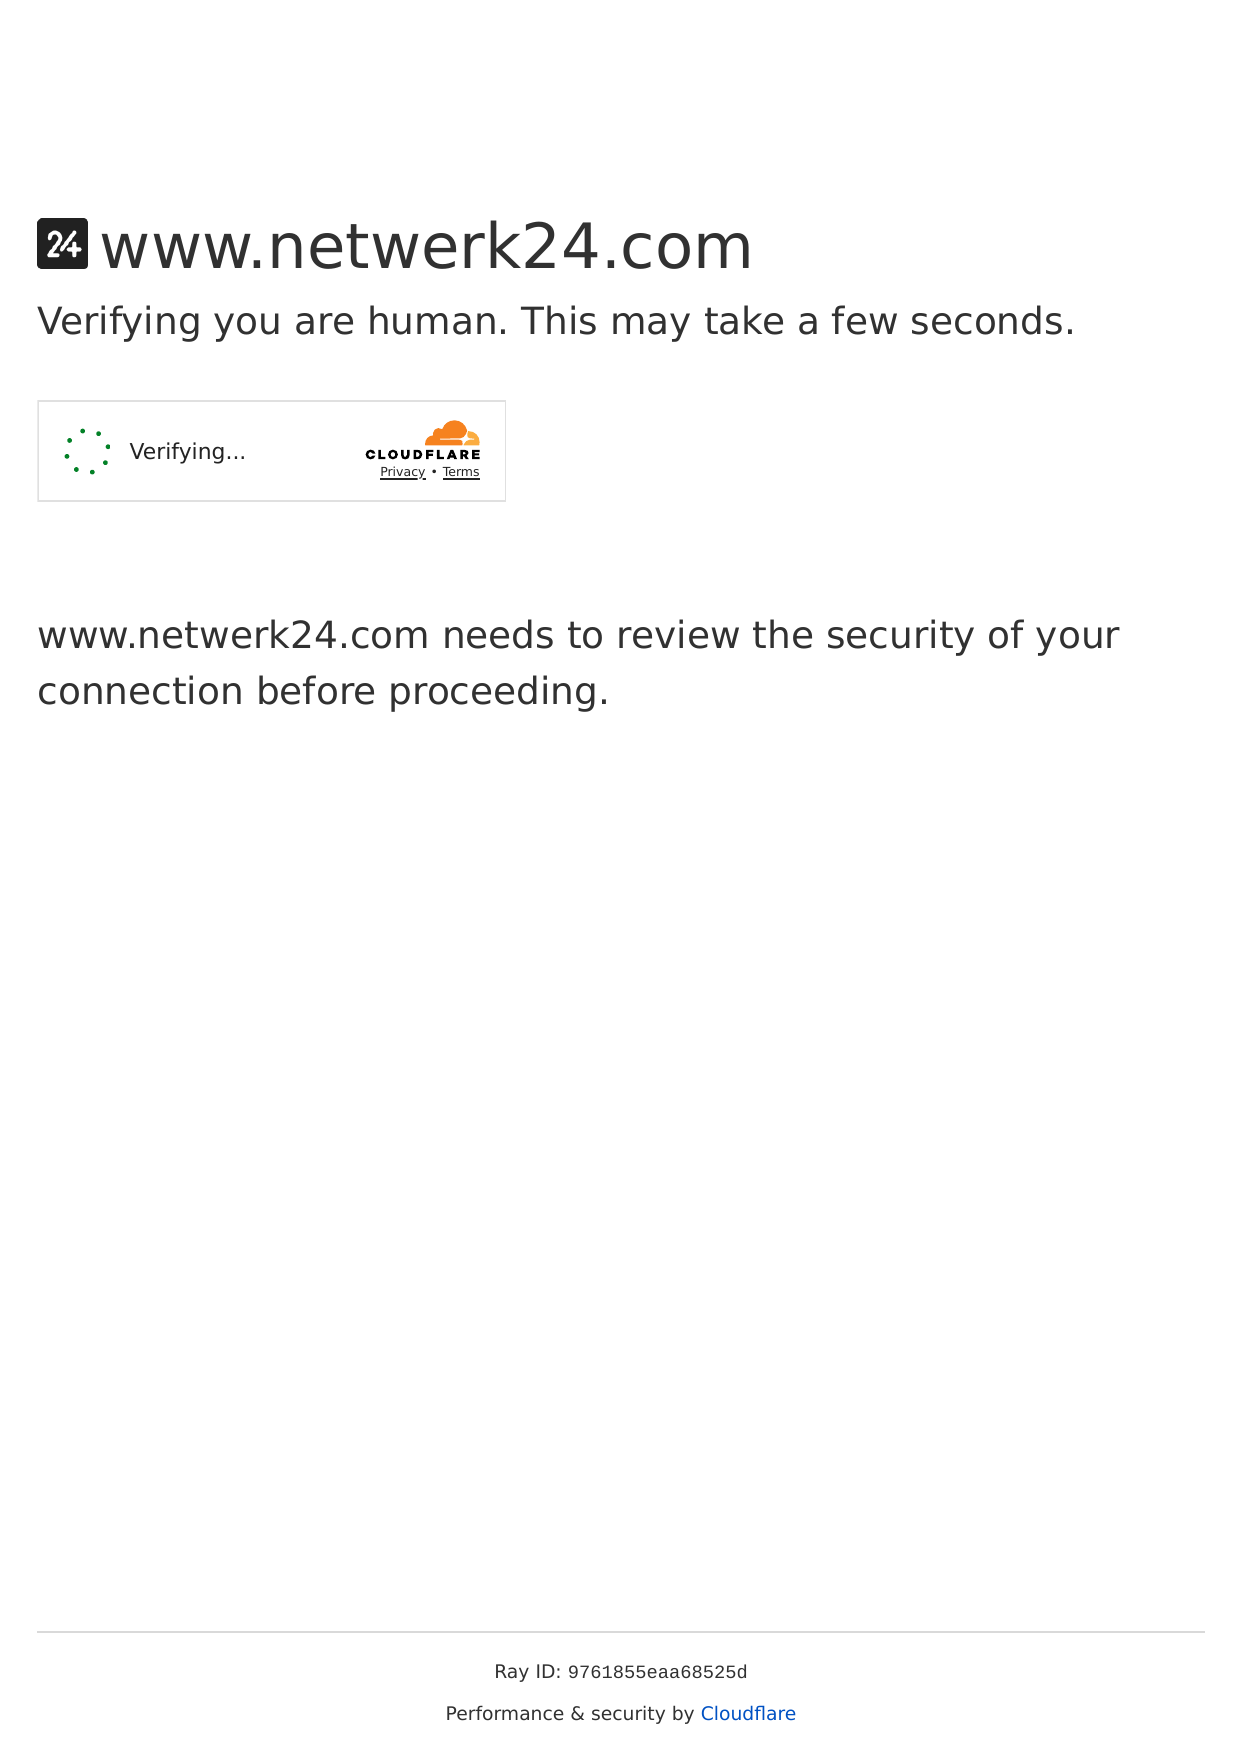 24
www.netwerk24.com
Verifying you are human. This may take a few seconds.
Verifying...
CLOUDFLARE
Privacy • Terms
www.netwerk24.com needs to review the security of your
connection before proceeding.
Ray ID: 9761855eaa68525d
Performance & security by Cloudflare